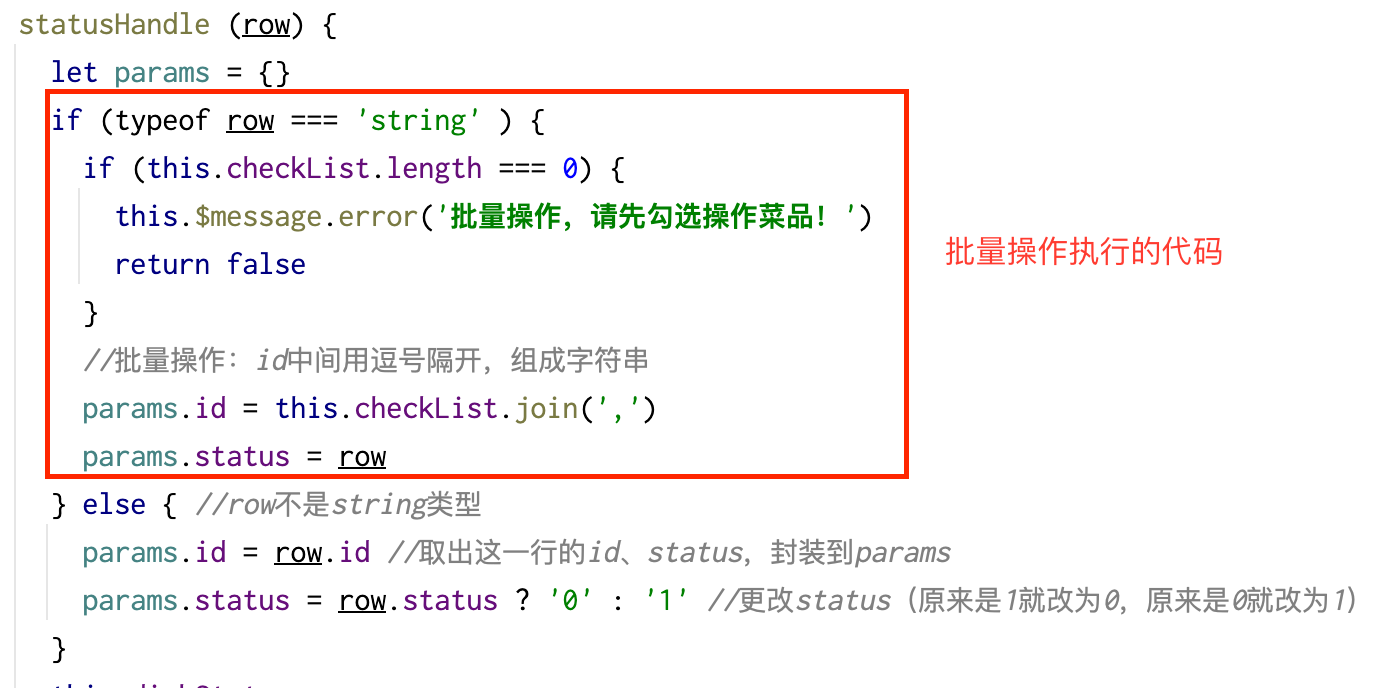 statusHandle (row) {
  let params = {}
  if (typeof row === 'string' ) {
    if (this.checkList.length === 0) {
      this.$message.error('批量操作，请先勾选操作菜品！')
      return false
    }
批量操作执行的代码
    //批量操作：id中间用逗号隔开，组成字符串
    params.id = this.checkList.join(',')
    params.status = row
  } else { //row不是string类型
    params.id = row.id //取出这一行的id、status，封装到params
    params.status = row.status ? '0' : '1' //更改status（原来是1就改为0，原来是0就改为1）
  }